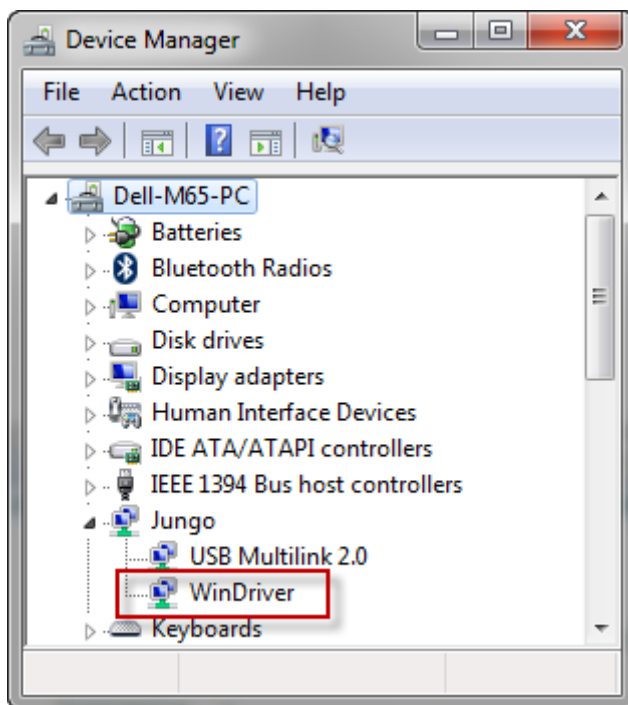 Device Manager
File Action View Help
Dell-M65-PC
Batteries
Bluetooth Radios
Computer
Disk drives
Display adapters
Human Interface Devices
IDE ATA/ATAPI controllers
IEEE 1394 Bus host controllers
Jungo
USB Multilink 2.0
WinDriver
Keyboards